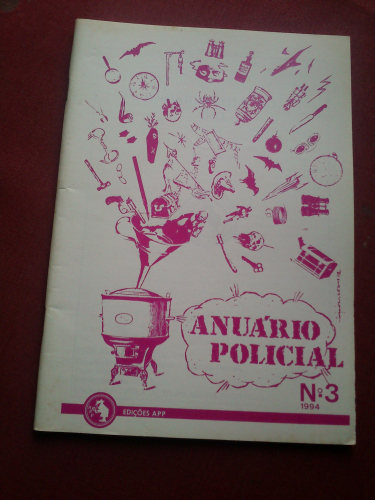 ANUÁRIO
POLICIAL
Nº3
1994
EDIÇÕES APP